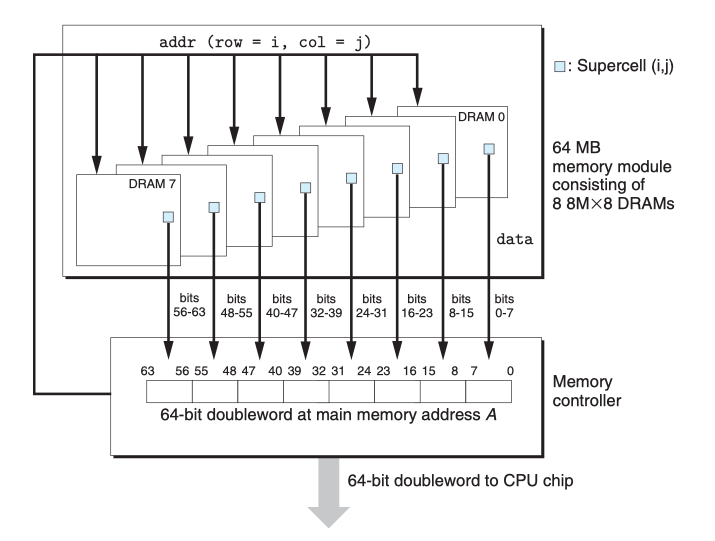 addr (row = i, col = j)
: Supercell (i,j)
DRAM 0
DRAM 7
64 MB
memory module
consisting of
8 8M×8 DRAMs
data
bits
56-63
bits
48-55
bits
40-47
bits
32-39
bits
24-31
bits
16-23
bits
8-15
bits
0-7
63 56 55 48 47 40 39 32 31 24 23 16 15 8 7 0
64-bit doubleword at main memory address A
Memory
controller
64-bit doubleword to CPU chip